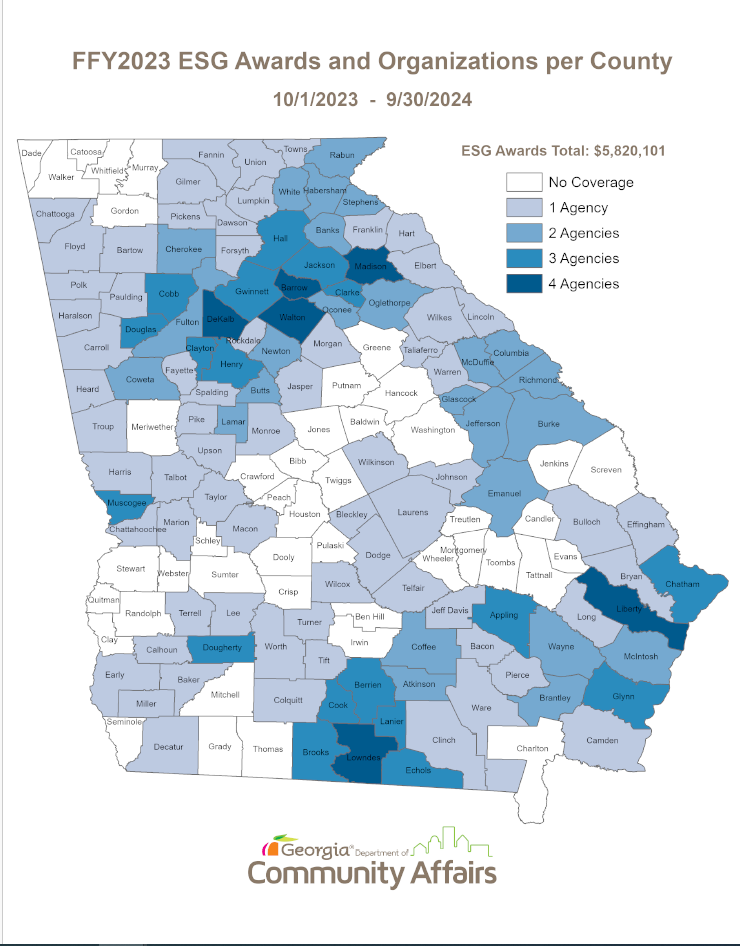 FFY2023 ESG Awards and Organizations per County
10/1/2023 - 9/30/2024
ESG Awards Total: $5,820,101
No Coverage
1 Agency
2 Agencies
3 Agencies
4 Agencies
Dade
Catoosa
Walker
Whitfield
Murray
Fannin
Union
Towns
Rabun
Gilmer
White
Habersham
Stephens
Lumpkin
Chattooga
Gordon
Pickens
Dawson
Banks
Franklin
Hart
Floyd
Bartow
Cherokee
Forsyth
Hall
Jackson
Madison
Elbert
Polk
Paulding
Cobb
Gwinnett
Barrow
Clarke
Oglethorpe
Haralson
Douglas
Fulton
DeKalb
Walton
Oconee
Wilkes
Lincoln
Carroll
Clayton
Rockdale
Newton
Morgan
Greene
Taliaferro
McDuffie
Columbia
Fayette
Henry
Warren
Richmond
Heard
Coweta
Spalding
Butts
Jasper
Putnam
Hancock
Glascock
Troup
Meriwether
Pike
Lamar
Monroe
Jones
Baldwin
Washington
Jefferson
Burke
Upson
Bibb
Wilkinson
Jenkins
Screven
Harris
Talbot
Crawford
Twiggs
Johnson
Emanuel
Muscogee
Taylor
Peach
Houston
Bleckley
Laurens
Treutlen
Candler
Bulloch
Effingham
Chattahoochee
Marion
Schley
Macon
Pulaski
Dodge
Wheeler
Montgomery
Toombs
Evans
Tattnall
Bryan
Chatham
Stewart
Webster
Sumter
Dooly
Crisp
Wilcox
Telfair
Liberty
Quitman
Randolph
Terrell
Lee
Turner
Ben Hill
Jeff Davis
Appling
Long
Clay
Calhoun
Dougherty
Worth
Irwin
Coffee
Bacon
Wayne
McIntosh
Early
Baker
Tift
Berrien
Atkinson
Pierce
Miller
Mitchell
Colquitt
Cook
Lanier
Ware
Brantley
Glynn
Seminole
Decatur
Grady
Thomas
Brooks
Lowndes
Echols
Clinch
Charlton
Camden
Georgia® Department of
Community Affairs